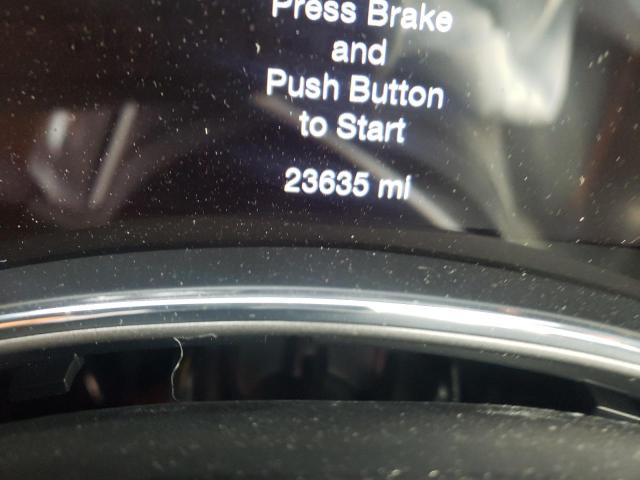 Press Brake
and
Push Button
to Start
23635 mi